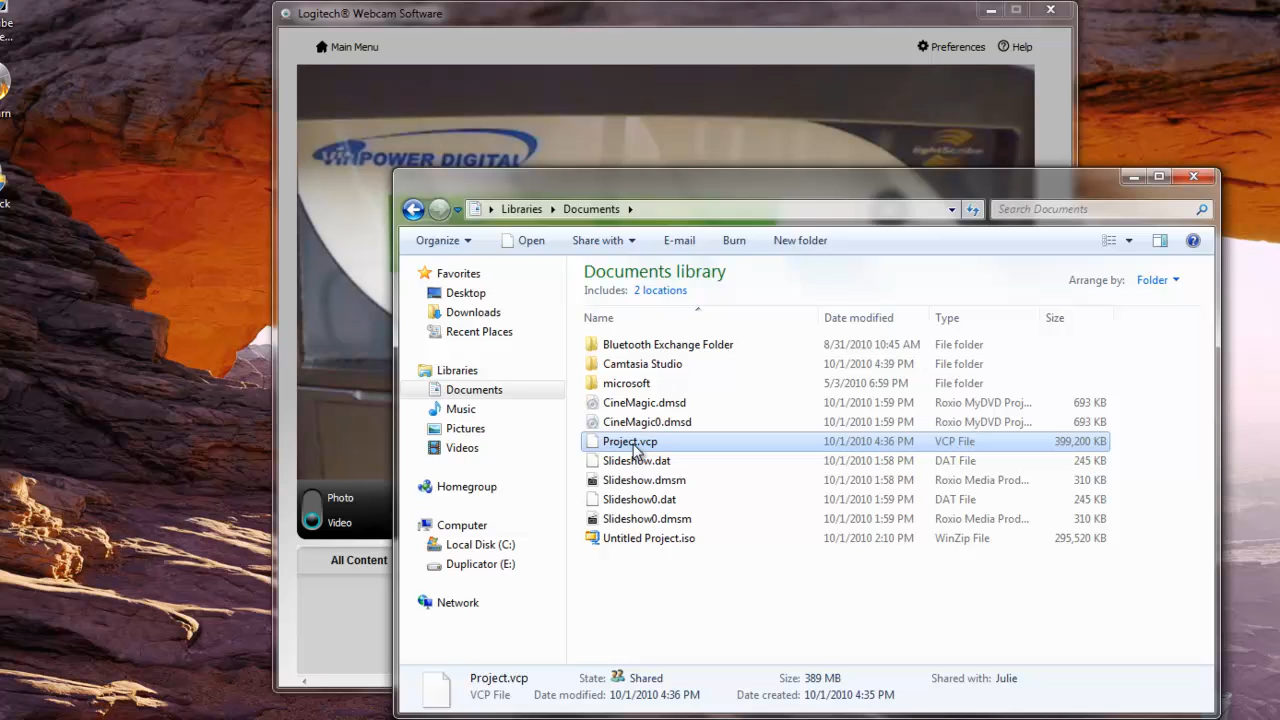 Logitech® Webcam Software
Main Menu
Preferences
Help
POWER DIGITAL
lightScribe
Libraries
Documents
Search Documents
Organize
Open
Share with
E-mail
Burn
New folder
Favorites
Desktop
Downloads
Recent Places
Libraries
Documents
Music
Pictures
Videos
Homegroup
Computer
Local Disk (C:)
Duplicator (E:)
Network
Documents library
Includes: 2 locations
Arrange by: Folder
Name Date modified Type Size
Bluetooth Exchange Folder 8/31/2010 10:45 AM File folder
Camtasia Studio 10/1/2010 4:39 PM File folder
microsoft 5/3/2010 6:59 PM File folder
CineMagic.dmsd 10/1/2010 1:59 PM Roxio MyDVD Proj... 693 KB
CineMagic0.dmsd 10/1/2010 1:59 PM Roxio MyDVD Proj... 693 KB
Project.vcp 10/1/2010 4:36 PM VCP File 399,200 KB
Slideshow.dat 10/1/2010 1:58 PM DAT File 245 KB
Slideshow.dmsm 10/1/2010 1:58 PM Roxio Media Prod... 310 KB
Slideshow0.dat 10/1/2010 1:59 PM DAT File 245 KB
Slideshow0.dmsm 10/1/2010 1:59 PM Roxio Media Prod... 310 KB
Untitled Project.iso 10/1/2010 2:10 PM WinZip File 295,520 KB
Photo
Video
All Content
Project.vcp State: Shared Size: 389 MB Shared with: Julie
VCP File Date modified: 10/1/2010 4:36 PM Date created: 10/1/2010 4:35 PM